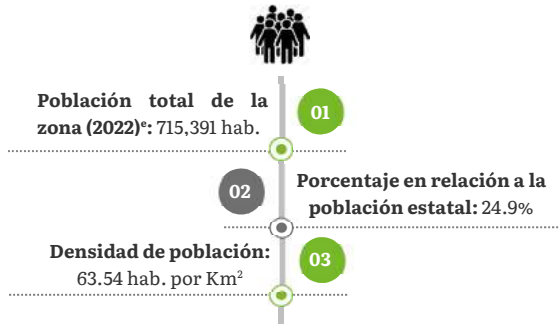 Población total de la
zona (2022)ᵉ: 715,391 hab.
01
02
Porcentaje en relación a la
población estatal: 24.9%
Densidad de población:
63.54 hab. por Km²
03